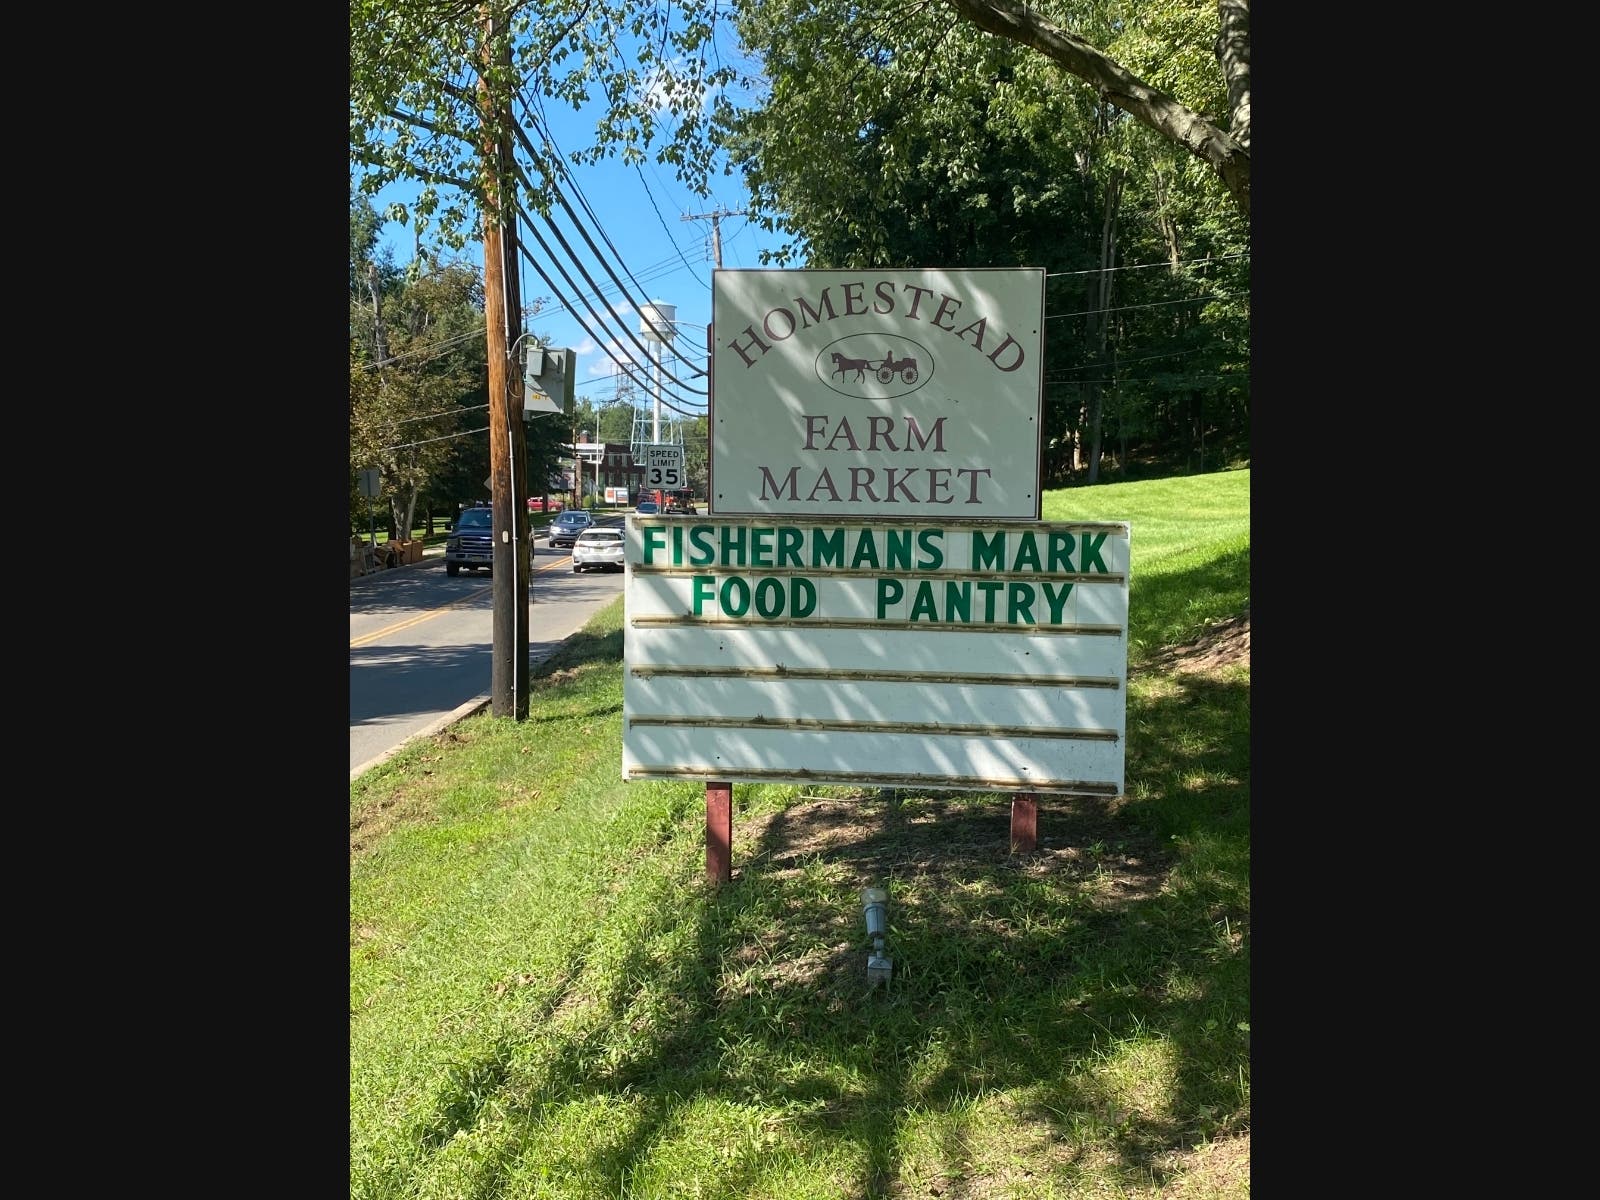 HOMESTEAD
FARM
MARKET
SPEED
LIMIT
35
FISHERMANS MARK
FOOD PANTRY